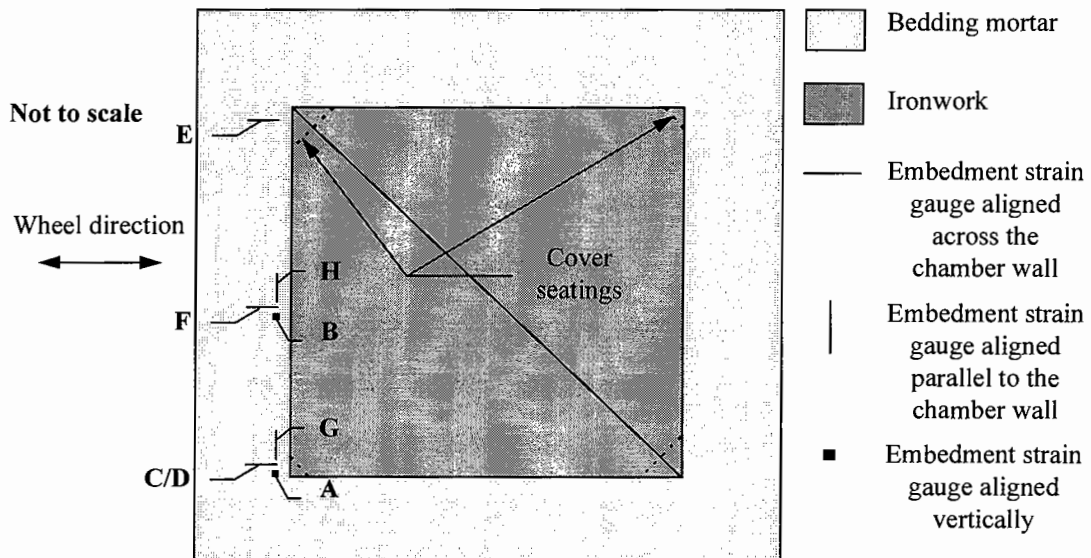 Not to scale
E
Wheel direction
H
F
B
G
C/D
A
Cover
seatings
Bedding mortar
Ironwork
Embedment strain
gauge aligned
across the
chamber wall
Embedment strain
gauge aligned
parallel to the
chamber wall
Embedment strain
gauge aligned
vertically